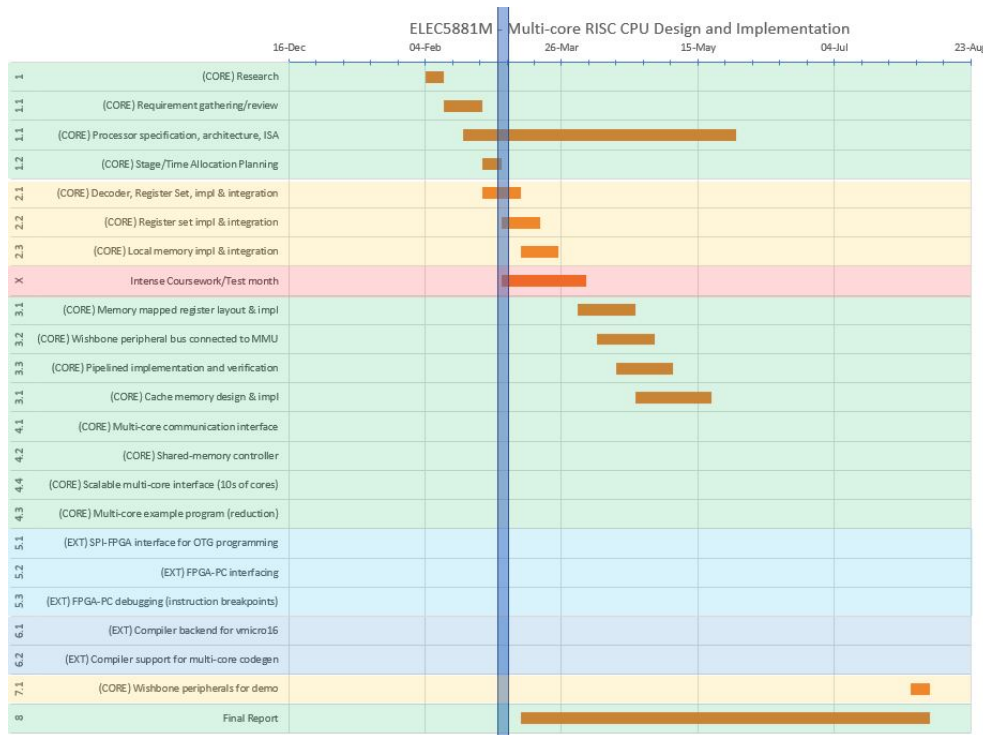 ELEC5881M - Multi-core RISC CPU Design and Implementation
16-Dec 04-Feb 26-Mar 15-May 04-Jul 23-Aug
1 (CORE) Research
1.1 (CORE) Requirement gathering/review
1.1 (CORE) Processor specification, architecture, ISA
1.2 (CORE) Stage/Time Allocation Planning
2.1 (CORE) Decoder, Register Set, impl & integration
2.2 (CORE) Register set impl & integration
2.3 (CORE) Local memory impl & integration
X Intense Coursework/Test month
3.1 (CORE) Memory mapped register layout & impl
3.2 (CORE) Wishbone peripheral bus connected to MMU
3.3 (CORE) Pipelined implementation and verification
3.1 (CORE) Cache memory design & impl
4.1 (CORE) Multi-core communication interface
4.2 (CORE) Shared-memory controller
4.4 (CORE) Scalable multi-core interface (10s of cores)
4.3 (CORE) Multi-core example program (reduction)
5.1 (EXT) SPI-FPGA interface for OTG programming
5.2 (EXT) FPGA-PC interfacing
5.3 (EXT) FPGA-PC debugging (instruction breakpoints)
6.1 (EXT) Compiler backend for vmicro16
6.2 (EXT) Compiler support for multi-core codegen
7.1 (CORE) Wishbone peripherals for demo
8 Final Report